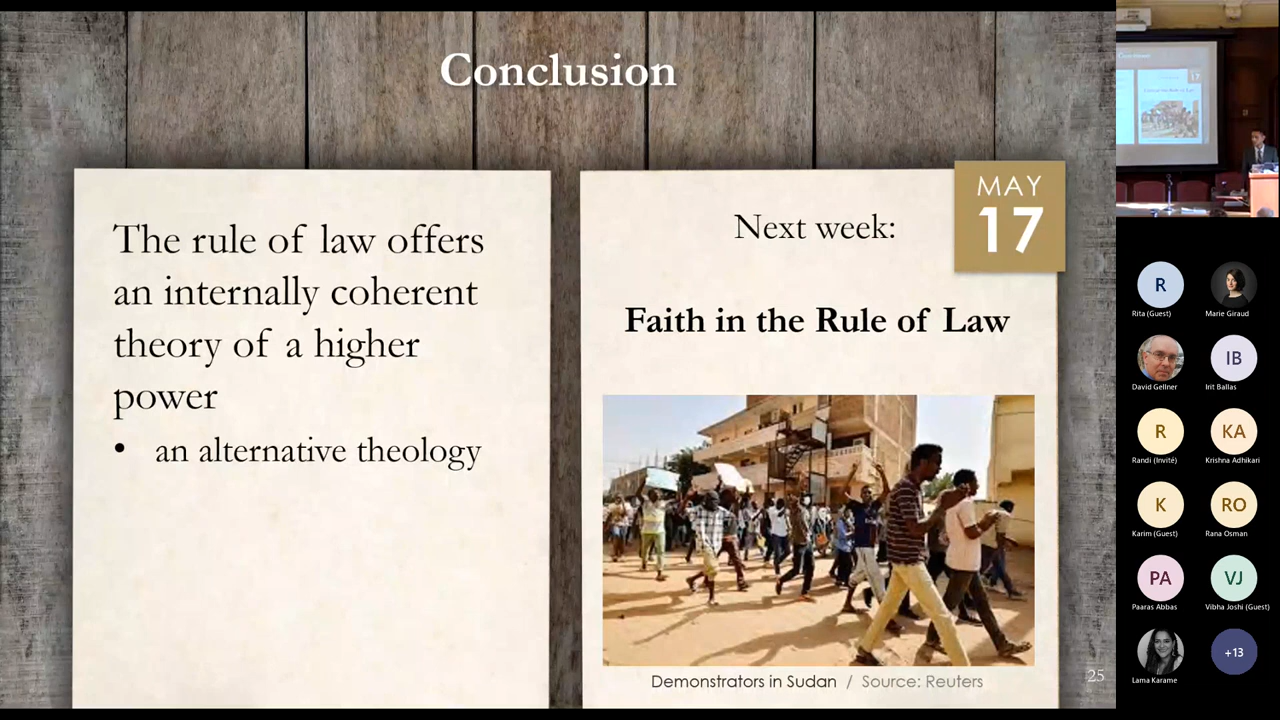 Conclusion
The rule of law offers
an internally coherent
theory of a higher
power
• an alternative theology
MAY
17
Next week:
Faith in the Rule of Law
Demonstrators in Sudan / Source: Reuters
25
17
R
Rita (Guest)
Marie Giraud
David Gellner
IB
Irit Ballas
R
Randi (Invité)
KA
Krishna Adhikari
K
Karim (Guest)
RO
Rana Osman
PA
Paaras Abbas
VJ
Vibha Joshi (Guest)
Lama Karame
+13